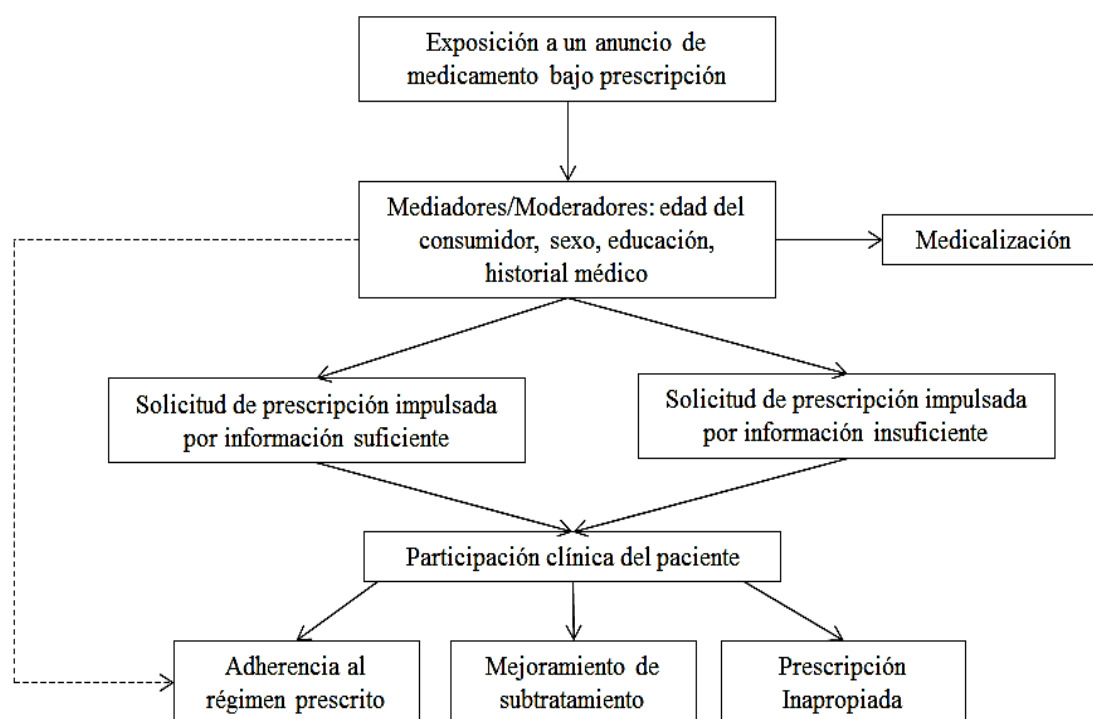 Exposición a un anuncio de
medicamento bajo prescripción
Mediadores/Moderadores: edad del
consumidor, sexo, educación,
historial médico
Medicalización
Solicitud de prescripción impulsada
por información suficiente
Solicitud de prescripción impulsada
por información insuficiente
Participación clínica del paciente
Adherencia al
régimen prescrito
Mejoramiento de
subtratamiento
Prescripción
Inapropiada